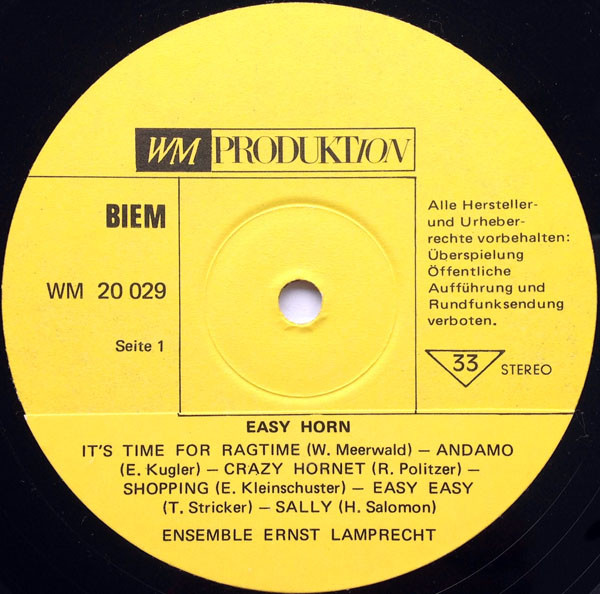 WM PRODUKTION
BIEM
WM 20 029
Seite 1
Alle Hersteller-
und Urheber-
rechte vorbehalten:
Überspielung
Öffentliche
Aufführung und
Rundfunksendung
verboten.
33 STEREO
EASY HORN
IT'S TIME FOR RAGTIME (W. Meerwald) — ANDAMO
(E. Kugler) — CRAZY HORNET (R. Politzer) —
SHOPPING (E. Kleinschuster) — EASY EASY
(T. Stricker) — SALLY (H. Salomon)
ENSEMBLE ERNST LAMPRECHT